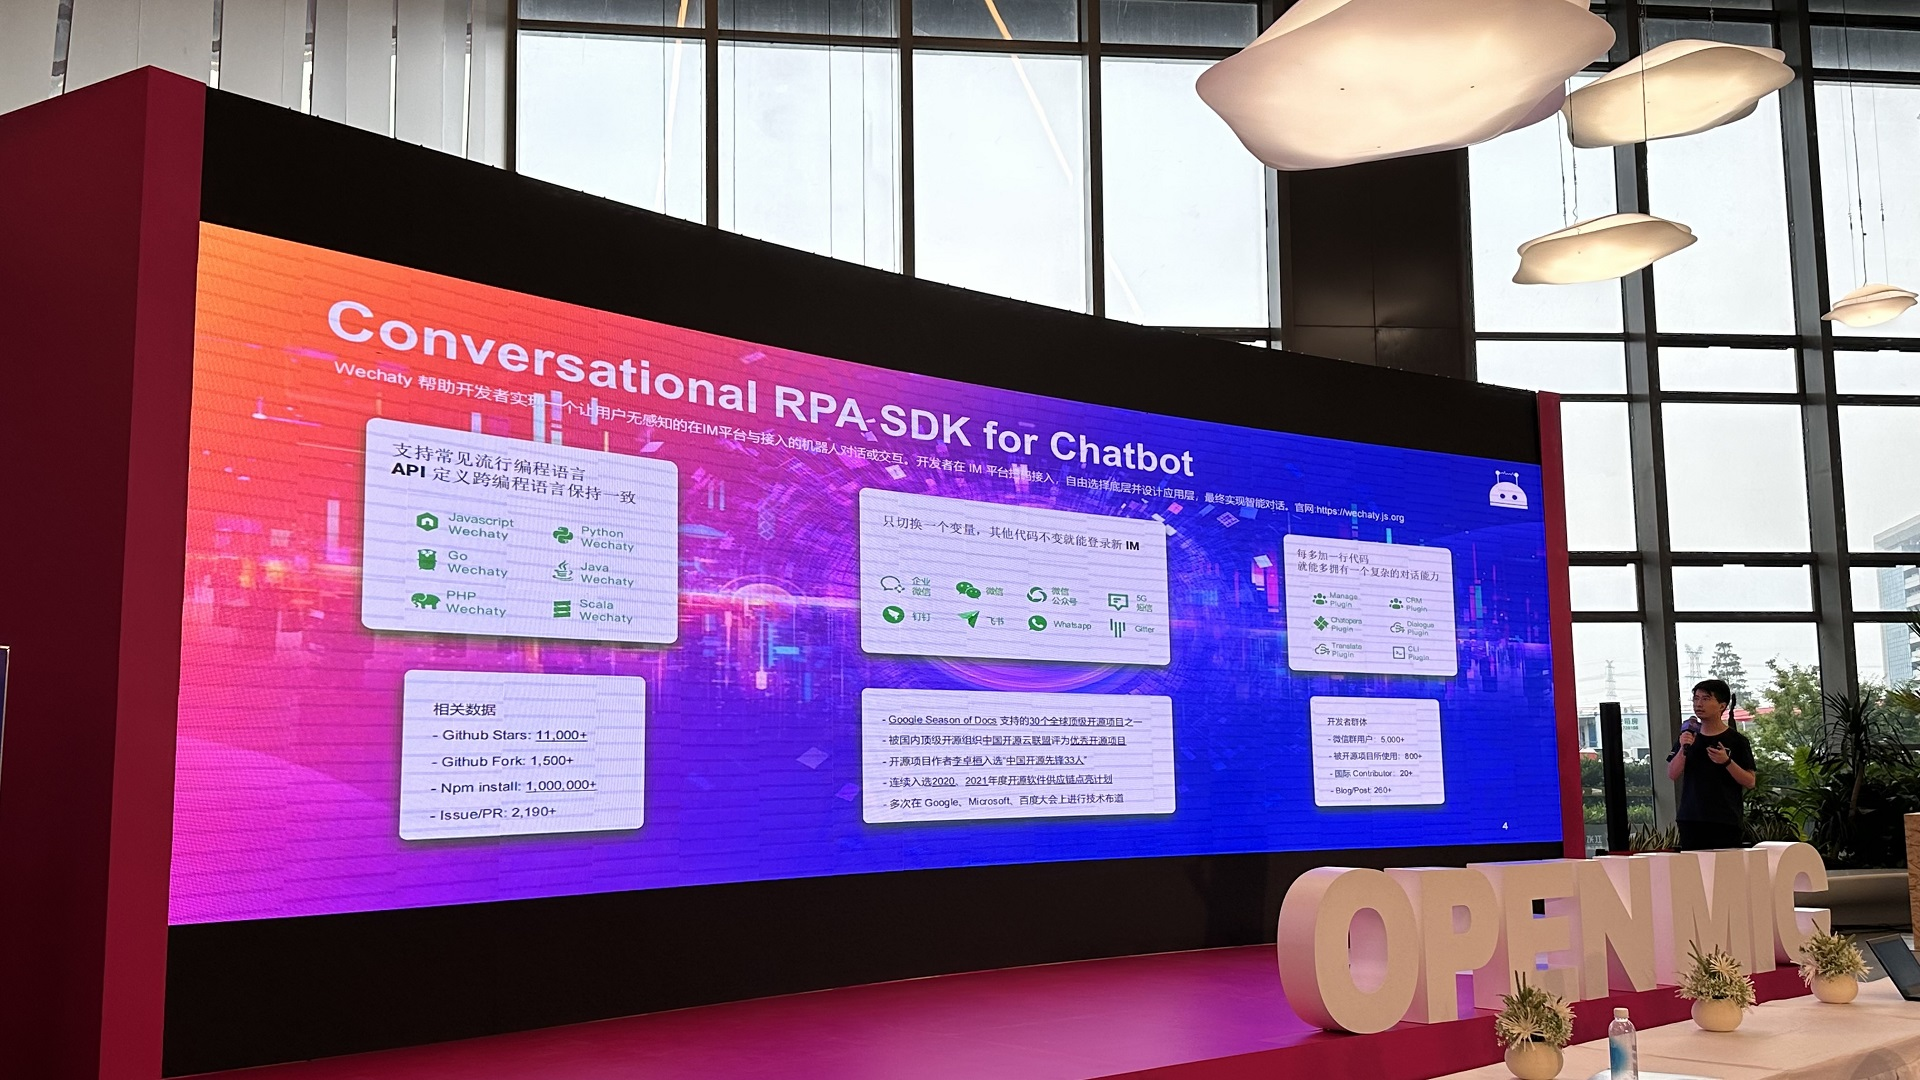 Conversational RPA SDK for Chatbot
Wechaty 帮助开发者实现一个让用户无感知的在IM平台与接入的机器人对话或交互。开发者在 IM 平台扫码接入，自由选择底层并设计应用层，最终实现智能对话。官网:https://wechaty.js.org
支持常见流行编程语言
API 定义跨编程语言保持一致
Javascript
Wechaty
Python
Wechaty
Go
Wechaty
Java
Wechaty
PHP
Wechaty
Scala
Wechaty
只切换一个变量，其他代码不变就能登录新 IM
企业
微信
微信
微信
公众号
5G
短信
钉钉
飞书
Whatsapp
Gitter
每多加一行代码
就能多拥有一个复杂的对话能力
Manage
Plugin
CRM
Plugin
Chatopera
Plugin
Dialogue
Plugin
Translate
Plugin
CLI
Plugin
相关数据
- Github Stars: 11,000+
- Github Fork: 1,500+
- Npm install: 1,000,000+
- Issue/PR: 2,190+
- Google Season of Docs 支持的30个全球顶级开源项目之一
- 被国内顶级开源组织中国开源云联盟评为优秀开源项目
- 开源项目作者李卓桓入选“中国开源先锋33人”
- 连续入选2020、2021年度开源软件供应链点亮计划
- 多次在 Google、Microsoft、百度大会上进行技术布道
开发者群体
- 微信群用户：5,000+
- 被开源项目所使用：800+
- 国际 Contributor：20+
- Blog/Post: 260+
4
OPEN MIC